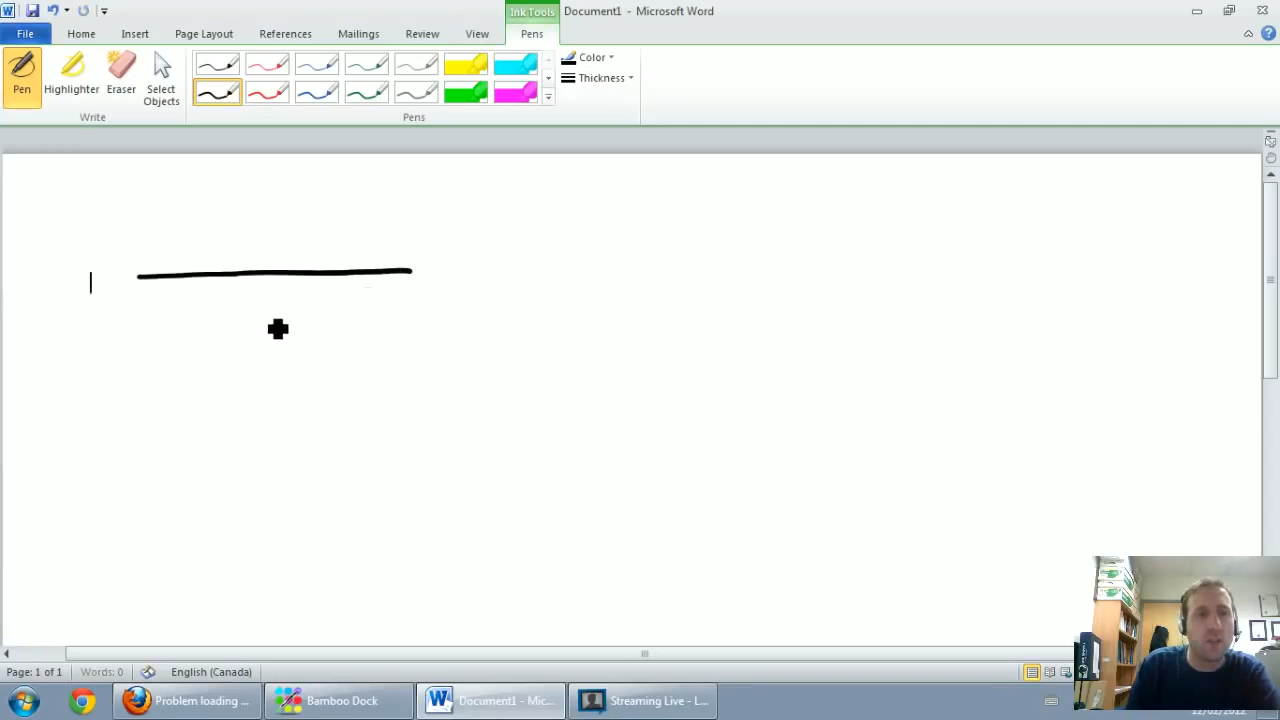 Ink Tools
Document1 - Microsoft Word
File Home Insert Page Layout References Mailings Review View Pens
Pen
Highlighter
Eraser
Select
Objects
Color
Thickness
Write
Pens
Page: 1 of 1 Words: 0 English (Canada)
Problem loading ...
Bamboo Dock
Document1 - Mic...
Streaming Live - L...